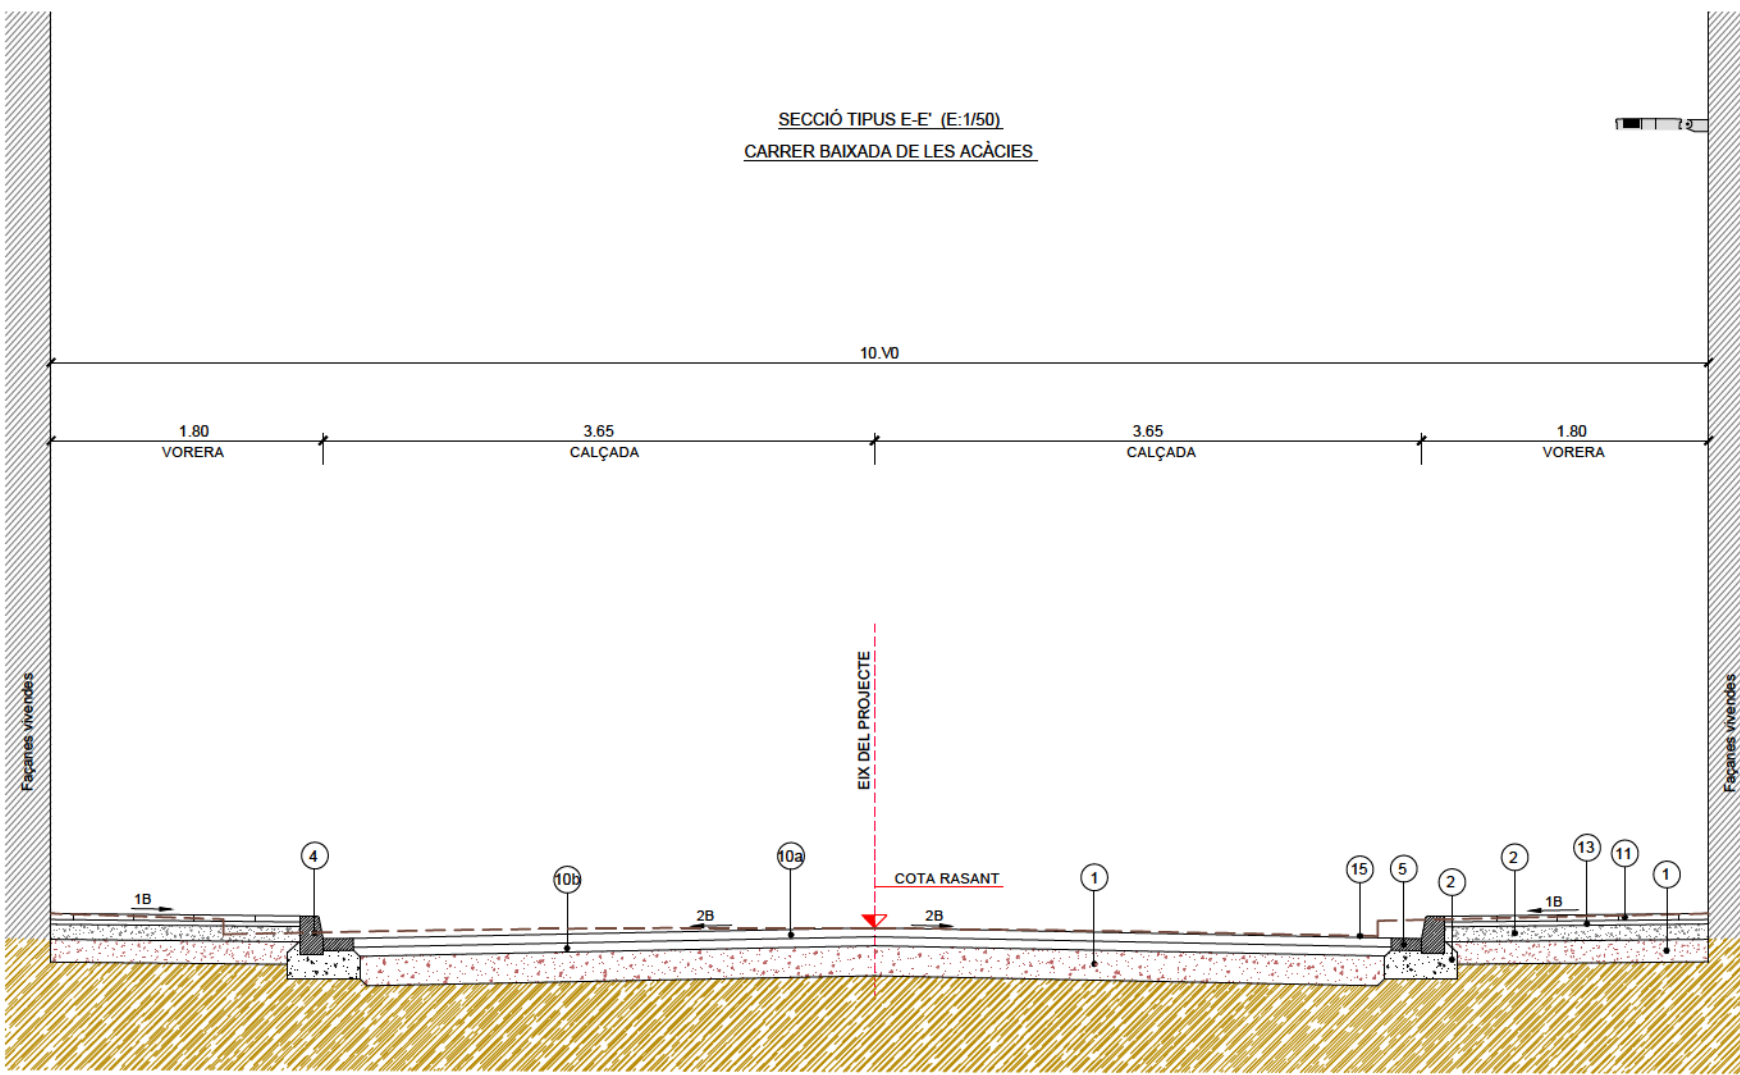 SECCIÓ TIPUS E-E' (E:1/50)
CARRER BAIXADA DE LES ACÀCIES
10.V0
1.80
3.65
3.65
1.80
VORERA
CALÇADA
CALÇADA
VORERA
EIX DEL PROJECTE
Façanes vivendes
Façanes vivendes
4
10b
10a
COTA RASANT
1
15
5
2
2
13
11
1
1B
2B
2B
1B